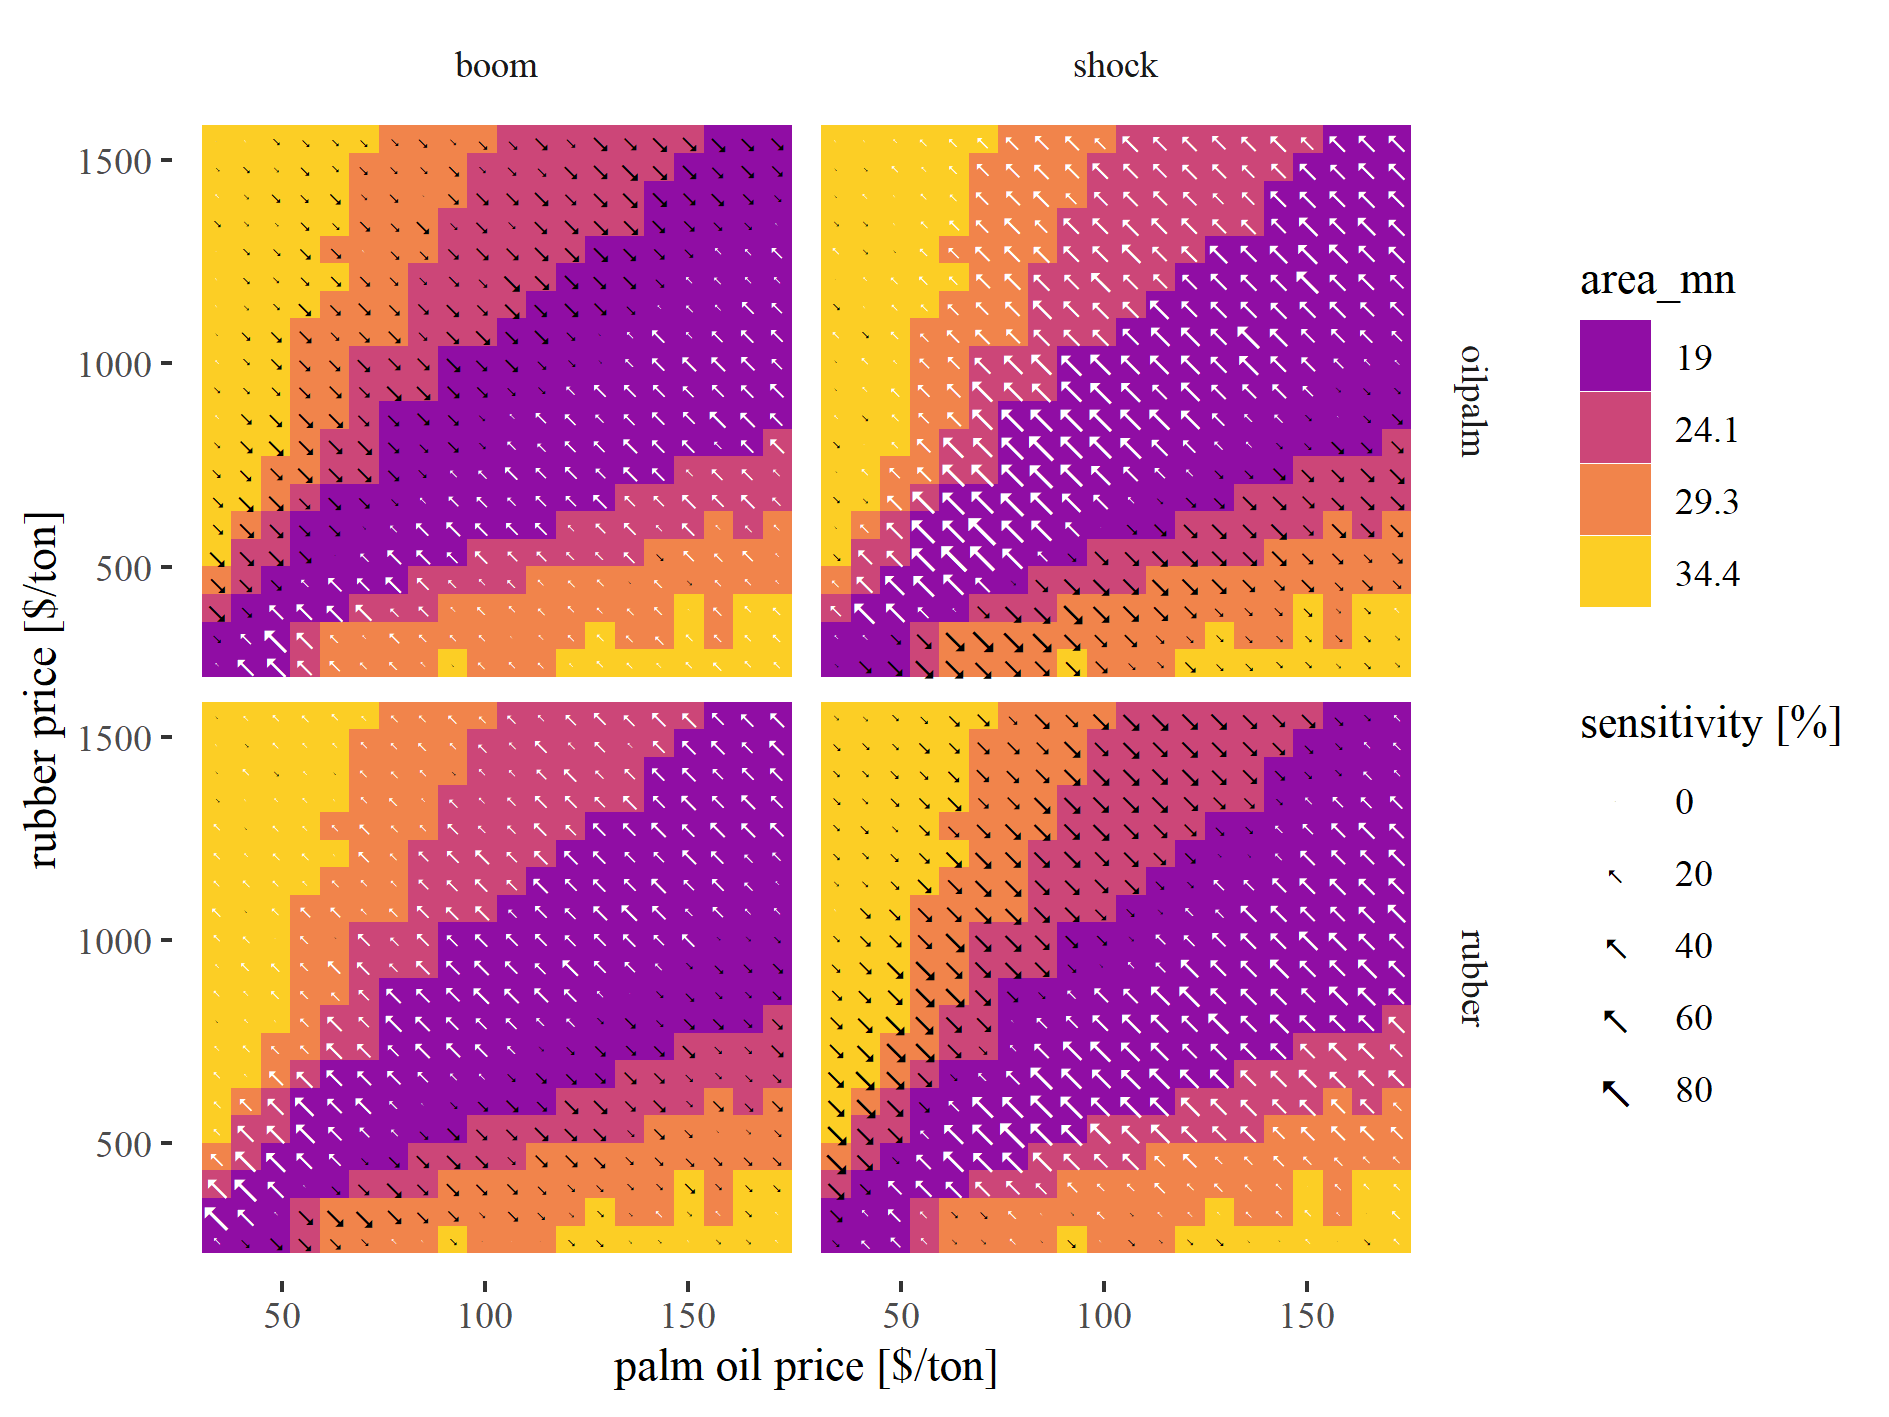 boom
shock
1500
1000
500
oilpalm
1500
1000
500
rubber
50
100
150
50
100
150
palm oil price [$/ton]
rubber price [$/ton]
area_mn
19
24.1
29.3
34.4
sensitivity [%]
0
20
40
60
80